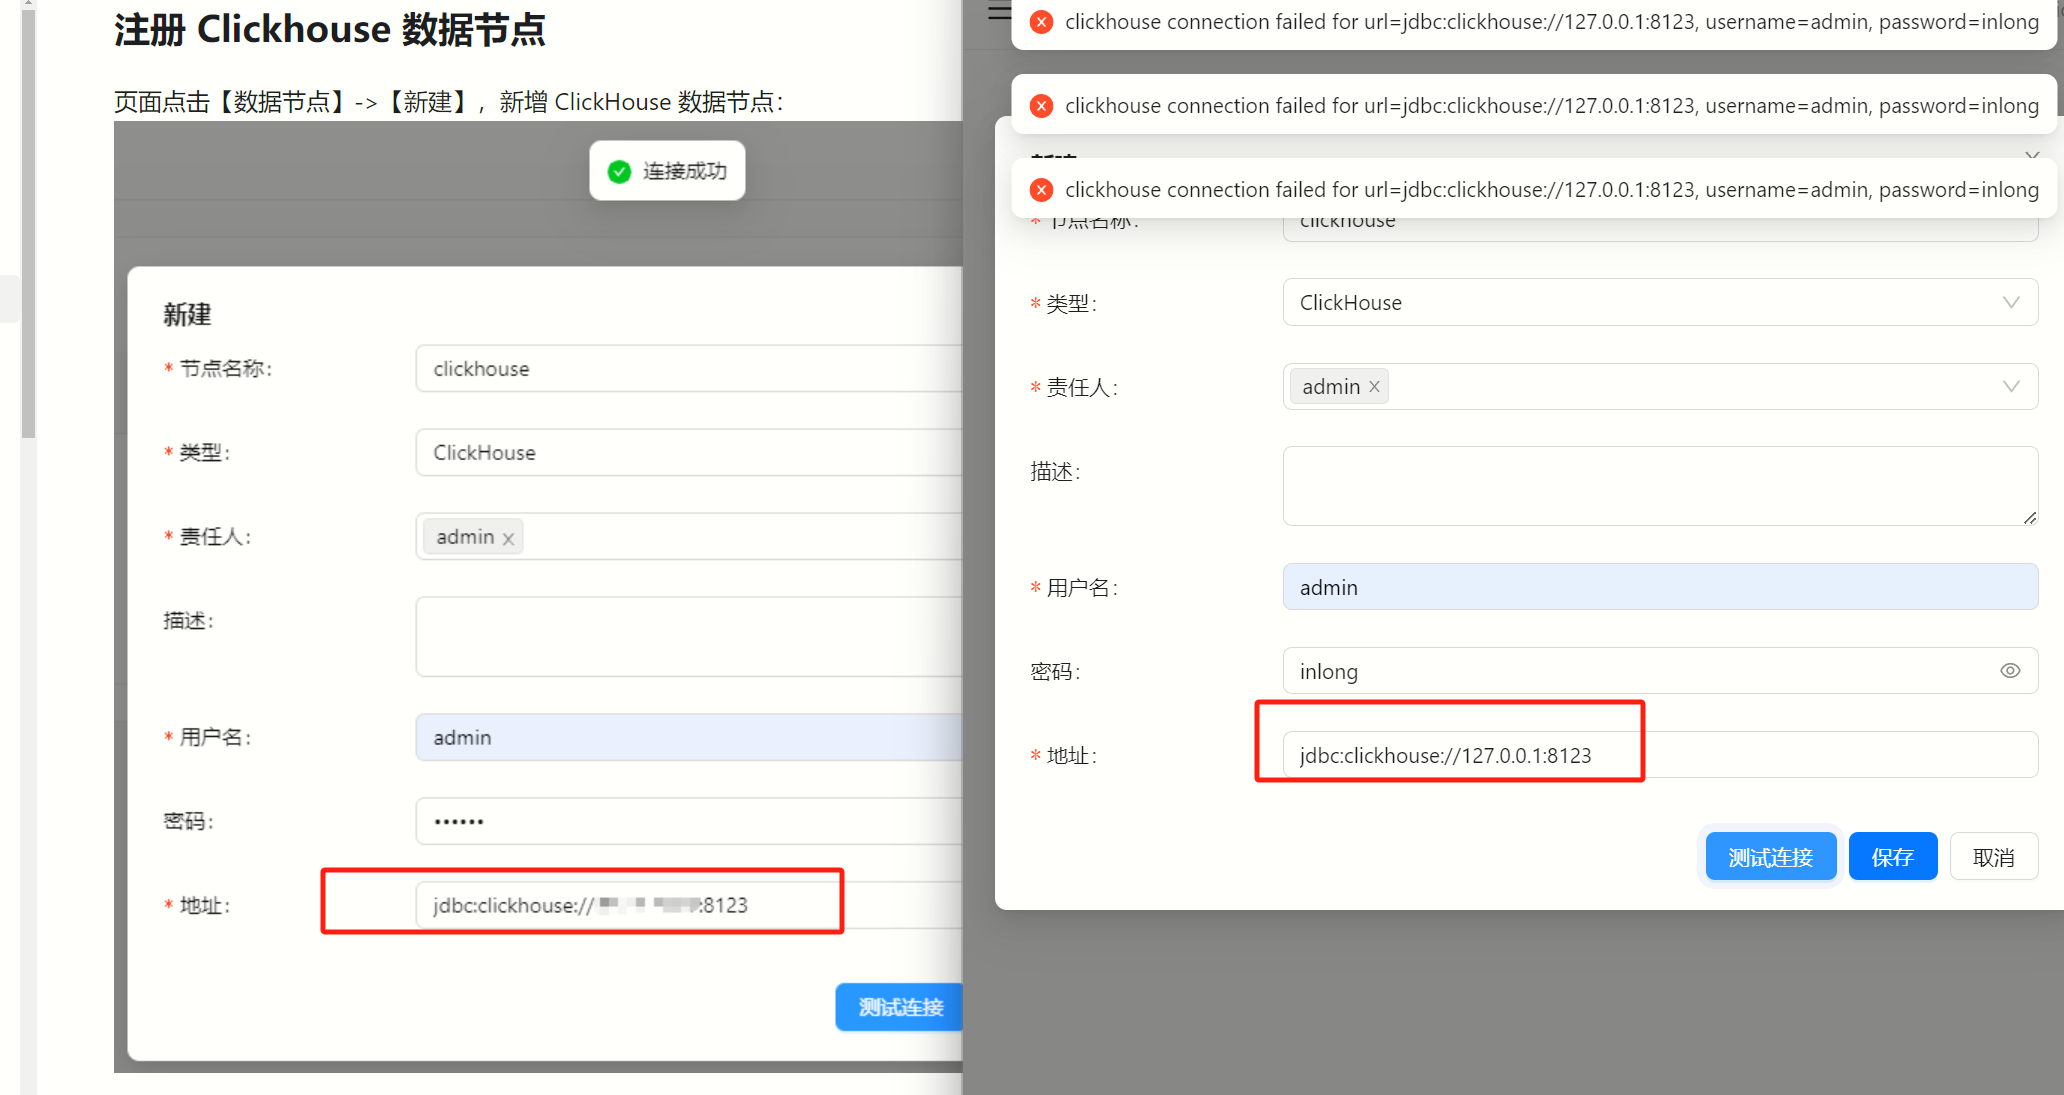 注册 Clickhouse 数据节点
页面点击【数据节点】->【新建】，新增 ClickHouse 数据节点：
连接成功
新建
* 节点名称：
clickhouse
* 类型：
ClickHouse
* 责任人：
admin ×
描述：
* 用户名：
admin
密码：
••••••
* 地址：
jdbc:clickhouse://
:8123
测试连接
clickhouse connection failed for url=jdbc:clickhouse://127.0.0.1:8123, username=admin, password=inlong
clickhouse connection failed for url=jdbc:clickhouse://127.0.0.1:8123, username=admin, password=inlong
clickhouse connection failed for url=jdbc:clickhouse://127.0.0.1:8123, username=admin, password=inlong
* 节点名称：
clickhouse
* 类型：
ClickHouse
* 责任人：
admin ×
描述：
* 用户名：
admin
密码：
inlong
* 地址：
jdbc:clickhouse://127.0.0.1:8123
测试连接
保存
取消